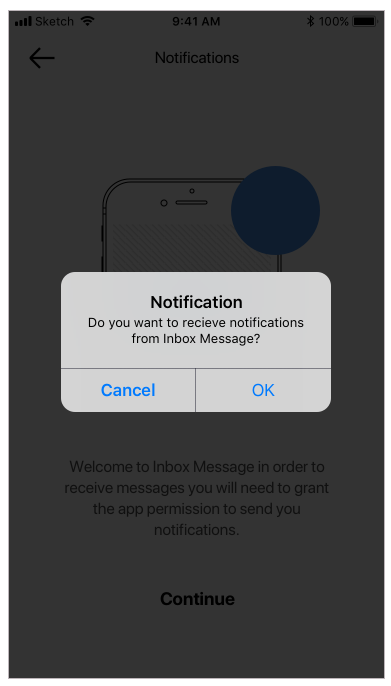 Sketch 9:41 AM 100%
Notifications
Notification
Do you want to recieve notifications
from Inbox Message?
Cancel OK
Welcome to Inbox Message in order to
receive messages you will need to grant
the app permission to send you
notifications.
Continue